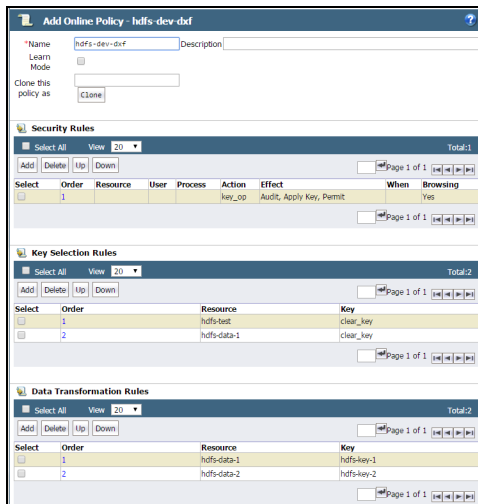 Add Online Policy - hdfs-dev-dxf ?
*Name hdfs-dev-dxf Description
Learn Mode
Clone this policy as
Clone
Security Rules
Select All View 20 Total:1
Add Delete Up Down Page 1 of 1
Select Order Resource User Process Action Effect When Browsing
1 key_op Audit, Apply Key, Permit Yes
Page 1 of 1
Key Selection Rules
Select All View 20 Total:2
Add Delete Up Down Page 1 of 1
Select Order Resource Key
1 hdfs-test clear_key
2 hdfs-data-1 clear_key
Page 1 of 1
Data Transformation Rules
Select All View 20 Total:2
Add Delete Up Down Page 1 of 1
Select Order Resource Key
1 hdfs-data-1 hdfs-key-1
2 hdfs-data-2 hdfs-key-2
Page 1 of 1